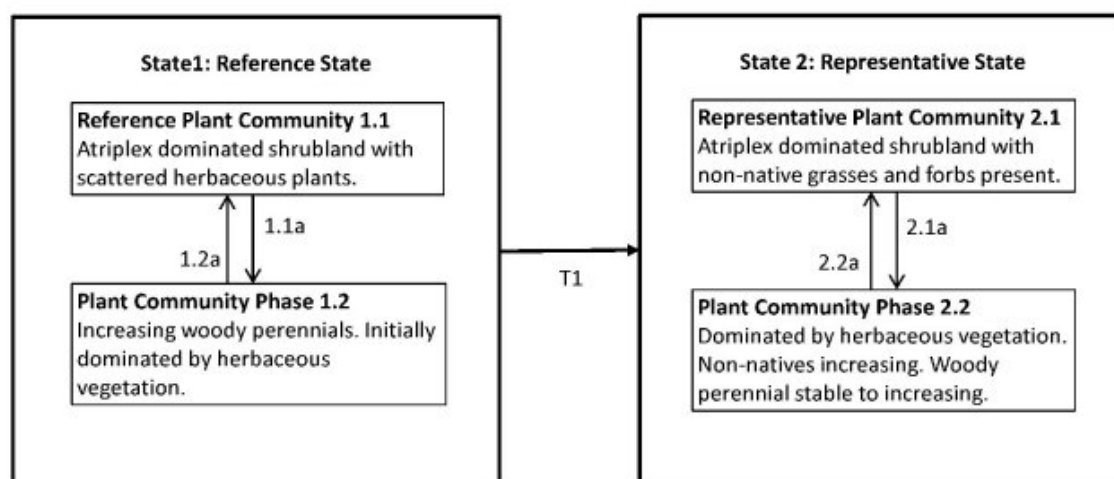 State1: Reference State
Reference Plant Community 1.1
Atriplex dominated shrubland with
scattered herbaceous plants.
1.1a
1.2a
Plant Community Phase 1.2
Increasing woody perennials. Initially
dominated by herbaceous
vegetation.
T1
State 2: Representative State
Representative Plant Community 2.1
Atriplex dominated shrubland with
non-native grasses and forbs present.
2.1a
2.2a
Plant Community Phase 2.2
Dominated by herbaceous vegetation.
Non-natives increasing. Woody
perennial stable to increasing.